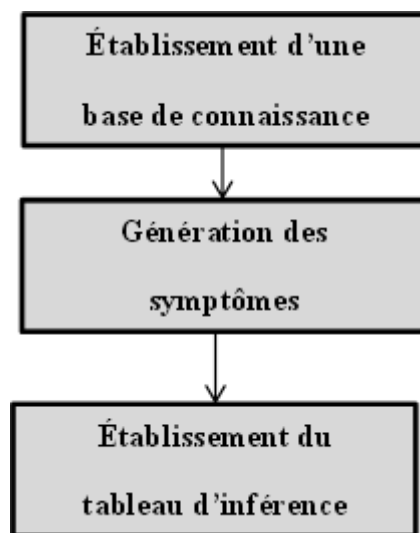 Établissement d'une
base de connaissance
Génération des
symptômes
Établissement du
tableau d'inférence